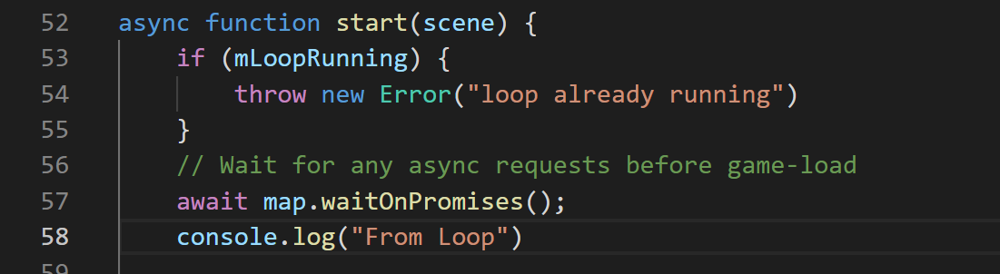 52 async function start(scene) {
53 if (mLoopRunning) {
54 throw new Error("loop already running")
55 }
56 // Wait for any async requests before game-load
57 await map.waitOnPromises();
58 console.log("From Loop")
59